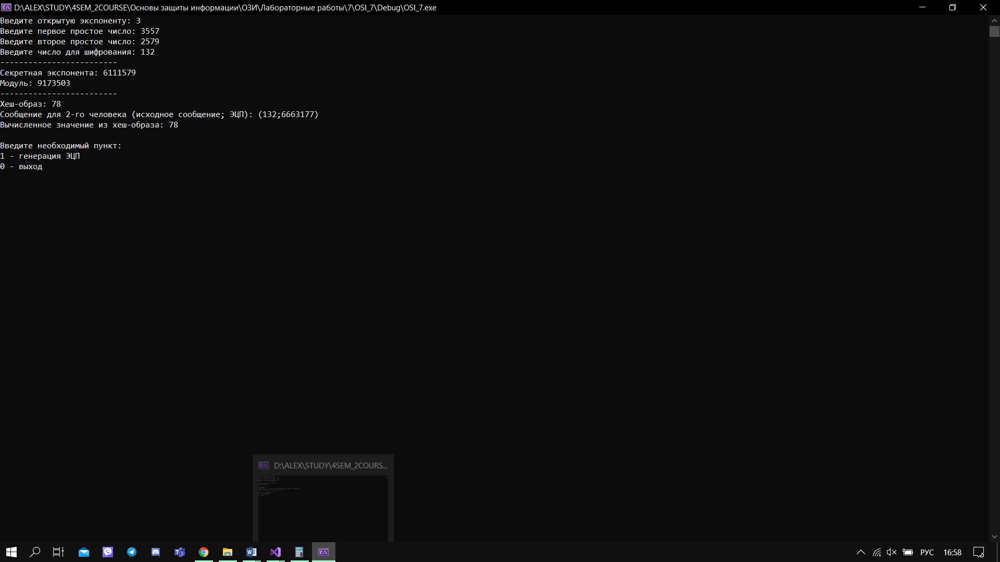 D:\ALEX\STUDY\4SEM_2COURSE\Основы защиты информации\ОЗИ\Лабораторные работы\7\OSI_7\Debug\OSI_7.exe
Введите открытую экспоненту: 3
Введите первое простое число: 3557
Введите второе простое число: 2579
Введите число для шифрования: 132
-------------------------
Секретная экспонента: 6111579
Модуль: 9173503
-------------------------
Хеш-образ: 78
Сообщение для 2-го человека (исходное сообщение; ЭЦП): (132;6663177)
Вычисленное значение из хеш-образа: 78
Введите необходимый пункт:
1 - генерация ЭЦП
0 - выход
D:\ALEX\STUDY\4SEM_2COURS...
РУС 16:58